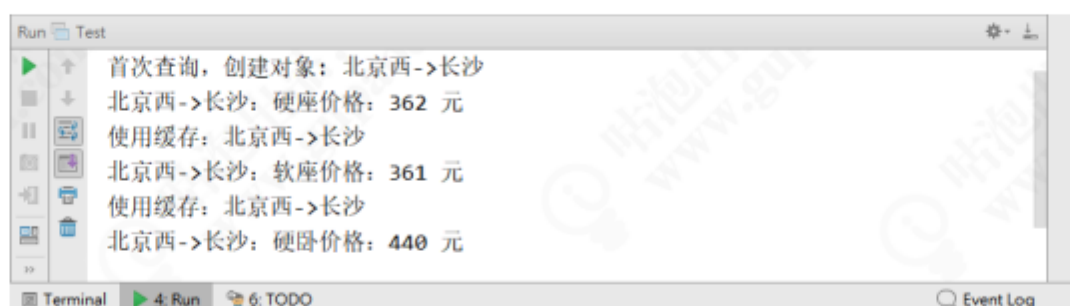 Run Test
首次查询，创建对象：北京西->长沙
北京西->长沙：硬座价格：362 元
使用缓存：北京西->长沙
北京西->长沙：软座价格：361 元
使用缓存：北京西->长沙
北京西->长沙：硬卧价格：440 元
Terminal 4: Run 6: TODO Event Log